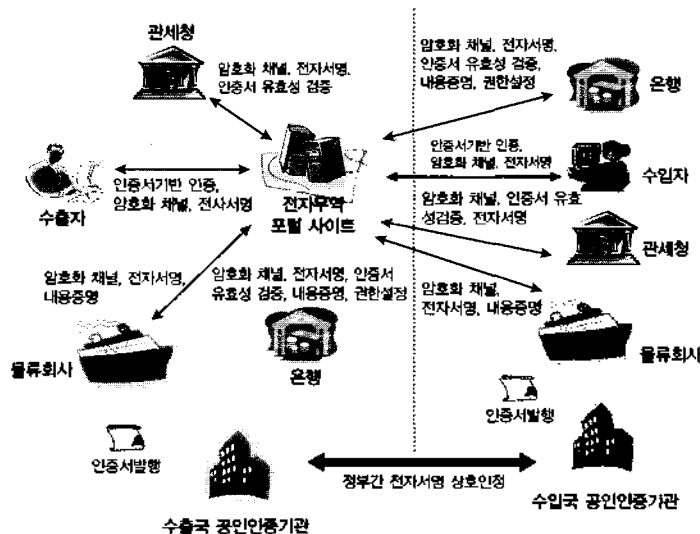 관세청
암호화 채널, 전자서명,
인증서 유효성 검증
암호화 채널, 전자서명,
인증서 유효성 검증,
내용증명, 권한설정
은행
수출자
인증서기반 인증,
암호화 채널, 전자서명
전자무역
포털 사이트
인증서기반 인증,
암호화 채널, 전자서명
수입자
암호화 채널, 인증서 유효
성검증, 전자서명
관세청
암호화 채널, 전자서명,
내용증명
물류회사
암호화 채널, 전자서명, 인증서
유효성 검증, 내용증명, 권한설정
은행
암호화 채널,
전자서명, 내용증명
물류회사
인증서발행
인증서발행
수출국 공인인증기관
정부간 전자서명 상호인정
수입국 공인인증기관